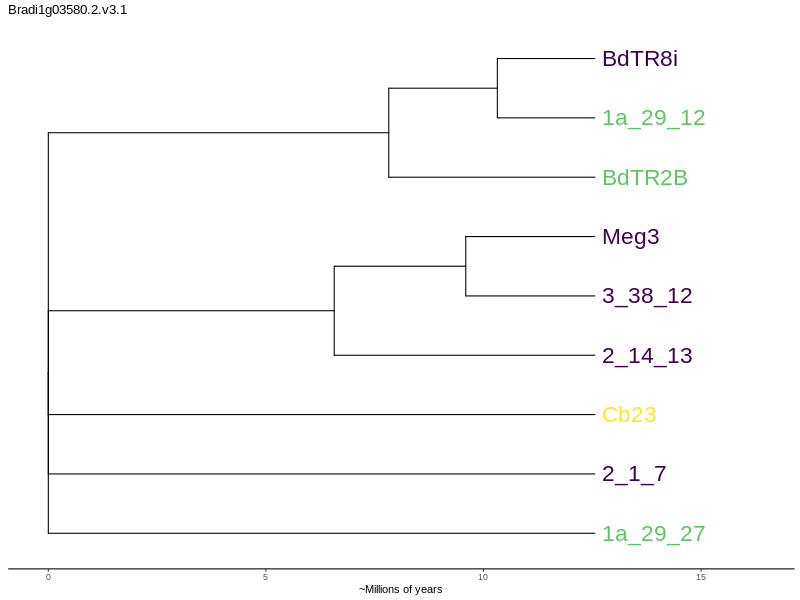 Bradi1g03580.2.v3.1
BdTR8i
1a_29_12
BdTR2B
Meg3
3_38_12
2_14_13
Cb23
2_1_7
1a_29_27
0 5 10 15
~Millions of years